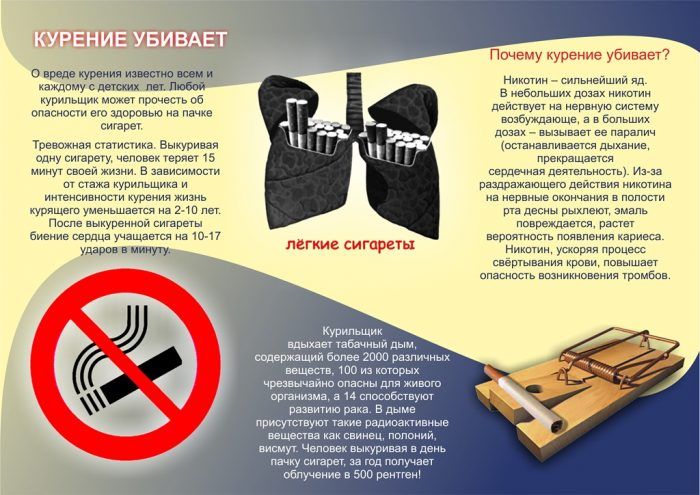 КУРЕНИЕ УБИВАЕТ
О вреде курения известно всем и
каждому с детских лет. Любой
курильщик может прочесть об
опасности его здоровью на пачке
сигарет.
Тревожная статистика. Выкуривая
одну сигарету, человек теряет 15
минут своей жизни. В зависимости
от стажа курильщика и
интенсивности курения жизнь
курящего уменьшается на 2-10 лет.
После выкуренной сигареты
биение сердца учащается на 10-17
ударов в минуту.
лёгкие сигареты
Почему курение убивает?
Никотин – сильнейший яд.
В небольших дозах никотин
действует на нервную систему
возбуждающе, а в больших
дозах – вызывает ее паралич
(останавливается дыхание,
прекращается
сердечная деятельность). Из-за
раздражающего действия никотина
на нервные окончания в полости
рта десны рыхлеют, эмаль
повреждается, растет
вероятность появления кариеса.
Никотин, ускоряя процесс
свёртывания крови, повышает
опасность возникновения тромбов.
Курильщик
вдыхает табачный дым,
содержащий более 2000 различных
веществ, 100 из которых
чрезвычайно опасны для живого
организма, а 14 способствуют
развитию рака. В дыме
присутствуют такие радиоактивные
вещества как свинец, полоний,
висмут. Человек выкуривая в день
пачку сигарет, за год получает
облучение в 500 рентген!